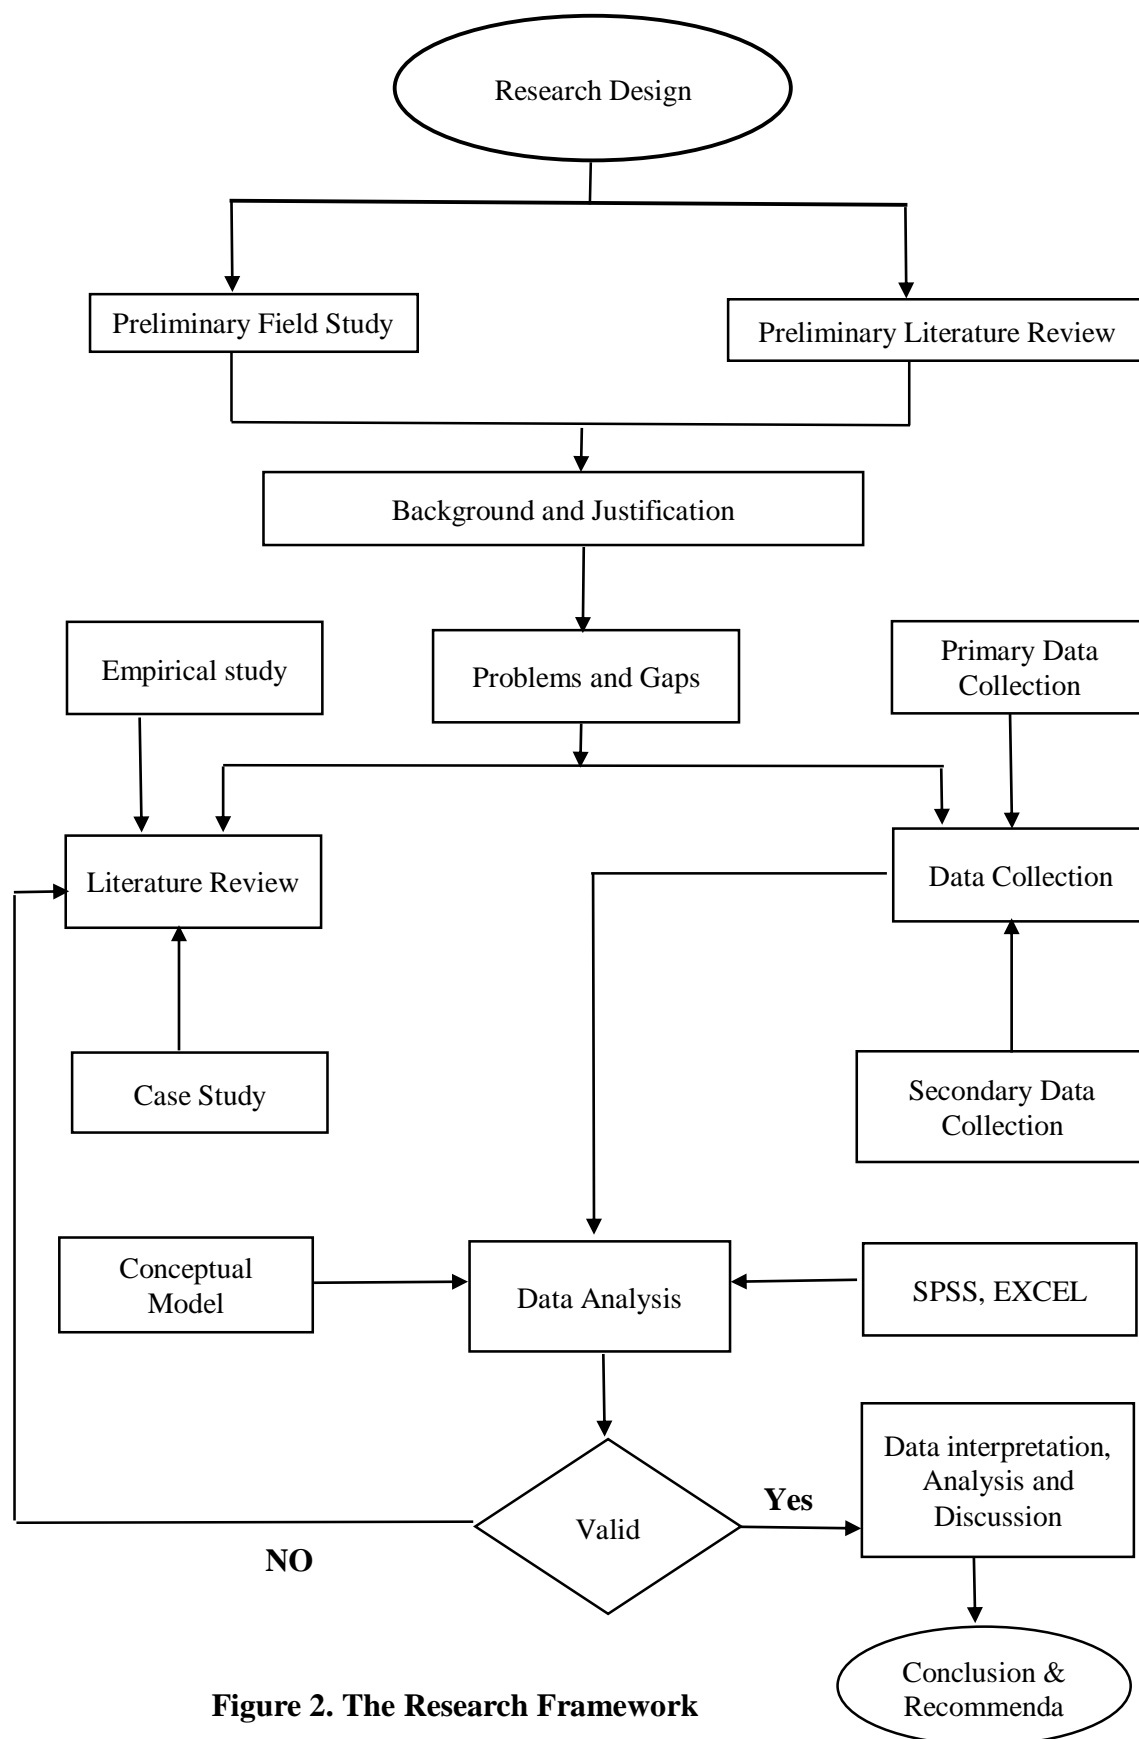 Research Design
Preliminary Field Study
Preliminary Literature Review
Background and Justification
Empirical study
Problems and Gaps
Primary Data
Collection
Literature Review
Data Collection
Case Study
Secondary Data
Collection
Conceptual
Model
Data Analysis
SPSS, EXCEL
Data interpretation,
Analysis and
Discussion
Yes
Valid
NO
Conclusion &
Recommenda
Figure 2. The Research Framework